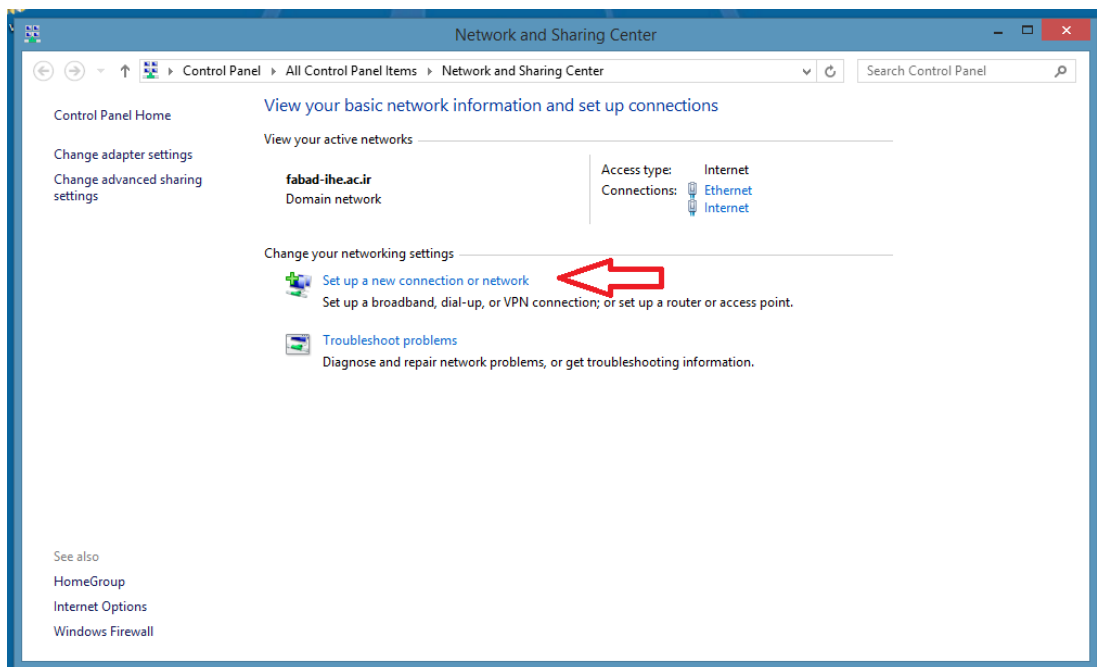 Network and Sharing Center
Control Panel All Control Panel Items Network and Sharing Center
Search Control Panel
Control Panel Home
Change adapter settings
Change advanced sharing
settings
View your basic network information and set up connections
View your active networks
fabad-ihe.ac.ir
Domain network
Access type: Internet
Connections: Ethernet
Internet
Change your networking settings
Set up a new connection or network
Set up a broadband, dial-up, or VPN connection; or set up a router or access point.
Troubleshoot problems
Diagnose and repair network problems, or get troubleshooting information.
See also
HomeGroup
Internet Options
Windows Firewall